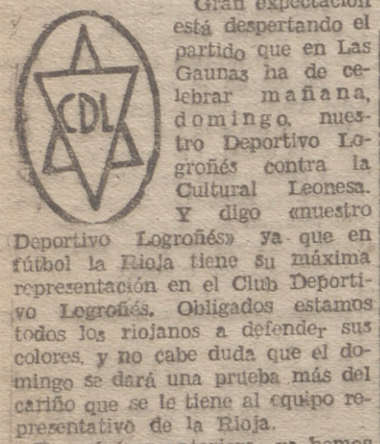 Gran expectación
está despertando el
partido que en Las
Gaunas ha de ce-
lebrar mañana,
domingo, nues-
tro Deportivo Lo-
groñés contra la
Cultural Leonesa.
Y digo «nuestro
Deportivo Logroñés» ya que en
fútbol la Rioja tiene su máxima
representación en el Club Deporti-
vo Logroñés. Obligados estamos
todos los riojanos a defender sus
colores, y no cabe duda que el do-
mingo se dará una prueba más del
cariño que se le tiene al equipo re-
presentativo de la Rioja.
CDL